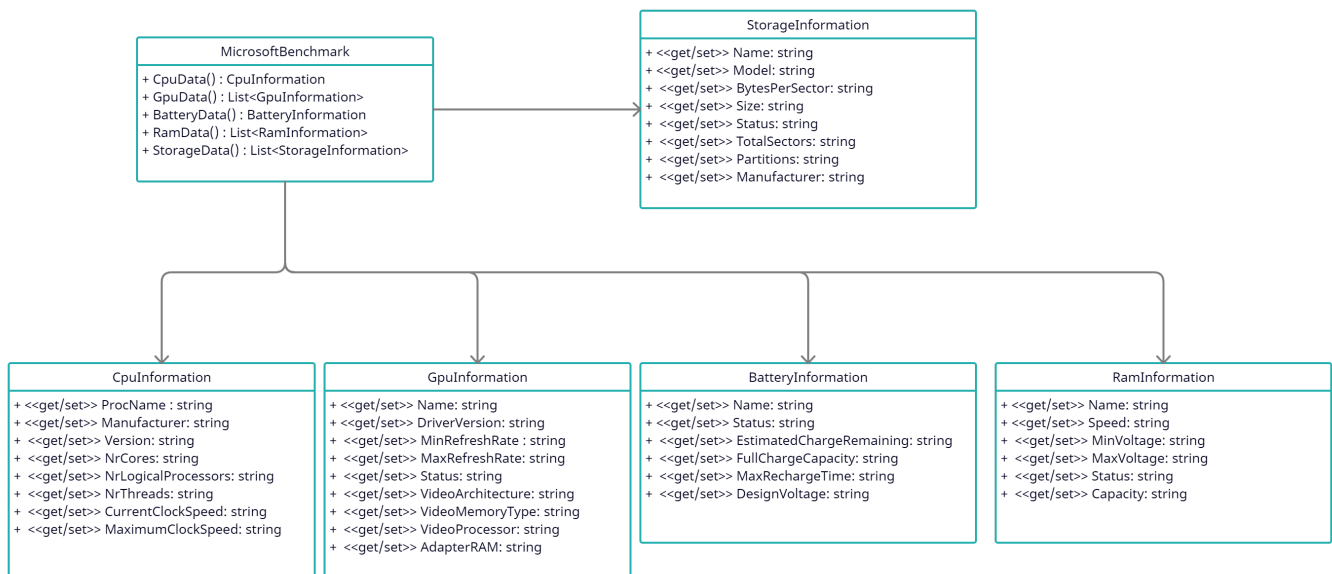 MicrosoftBenchmark
+ CpuData() : CpuInformation
+ GpuData() : List<GpuInformation>
+ BatteryData() : BatteryInformation
+ RamData() : List<RamInformation>
+ StorageData() : List<StorageInformation>
StorageInformation
+ <<get/set>> Name: string
+ <<get/set>> Model: string
+ <<get/set>> BytesPerSector: string
+ <<get/set>> Size: string
+ <<get/set>> Status: string
+ <<get/set>> TotalSectors: string
+ <<get/set>> Partitions: string
+ <<get/set>> Manufacturer: string
CpuInformation
+ <<get/set>> ProcName : string
+ <<get/set>> Manufacturer: string
+ <<get/set>> Version: string
+ <<get/set>> NrCores: string
+ <<get/set>> NrLogicalProcessors: string
+ <<get/set>> NrThreads: string
+ <<get/set>> CurrentClockSpeed: string
+ <<get/set>> MaximumClockSpeed: string
GpuInformation
+ <<get/set>> Name: string
+ <<get/set>> DriverVersion: string
+ <<get/set>> MinRefreshRate : string
+ <<get/set>> MaxRefreshRate: string
+ <<get/set>> Status: string
+ <<get/set>> VideoArchitecture: string
+ <<get/set>> VideoMemoryType: string
+ <<get/set>> VideoProcessor: string
+ <<get/set>> AdapterRAM: string
BatteryInformation
+ <<get/set>> Name: string
+ <<get/set>> Status: string
+ <<get/set>> EstimatedChargeRemaining: string
+ <<get/set>> FullChargeCapacity: string
+ <<get/set>> MaxRechargeTime: string
+ <<get/set>> DesignVoltage: string
RamInformation
+ <<get/set>> Name: string
+ <<get/set>> Speed: string
+ <<get/set>> MinVoltage: string
+ <<get/set>> MaxVoltage: string
+ <<get/set>> Status: string
+ <<get/set>> Capacity: string